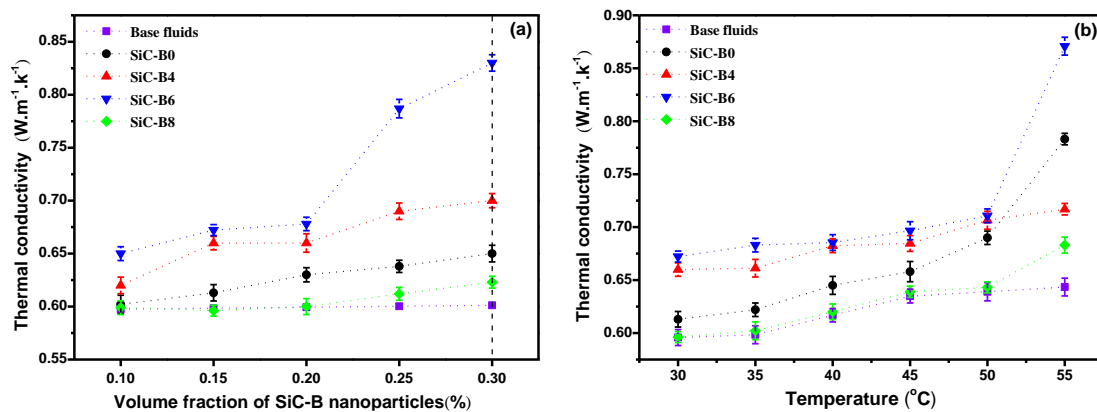 (a)
Base fluids
SiC-B0
SiC-B4
SiC-B6
SiC-B8
0.85
0.80
0.75
0.70
0.65
0.60
0.55
Thermal conductivity (W.m⁻¹.k⁻¹)
0.10 0.15 0.20 0.25 0.30
Volume fraction of SiC-B nanoparticles(%)
(b)
Base fluids
SiC-B0
SiC-B4
SiC-B6
SiC-B8
0.90
0.85
0.80
0.75
0.70
0.65
0.60
Thermal conductivity (W.m⁻¹.k⁻¹)
30 35 40 45 50 55
Temperature (°C)